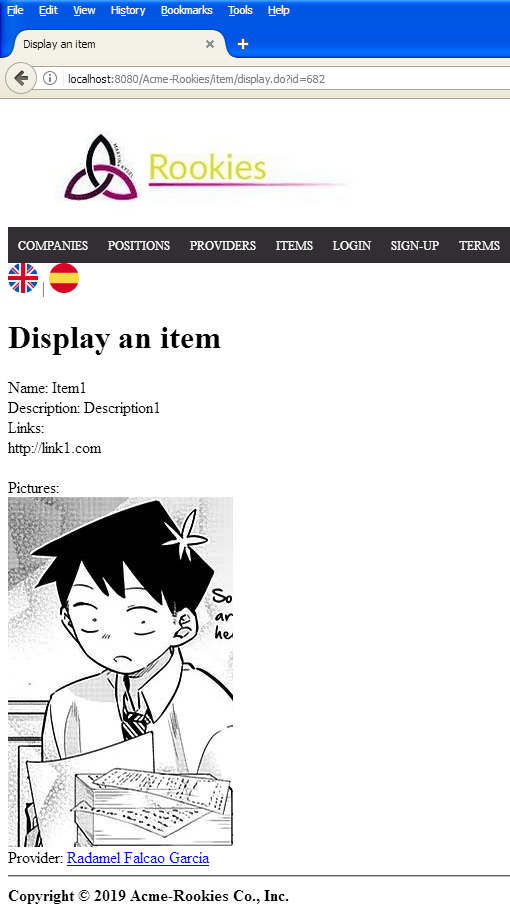 File Edit View History Bookmarks Tools Help
Display an item
localhost:8080/Acme-Rookies/item/display.do?id=682
Rookies
COMPANIES POSITIONS PROVIDERS ITEMS LOGIN SIGN-UP TERMS
|
Display an item
Name: Item1
Description: Description1
Links:
http://link1.com
Pictures:
So
ar
he
Provider: Radamel Falcao Garcia
Copyright © 2019 Acme-Rookies Co., Inc.